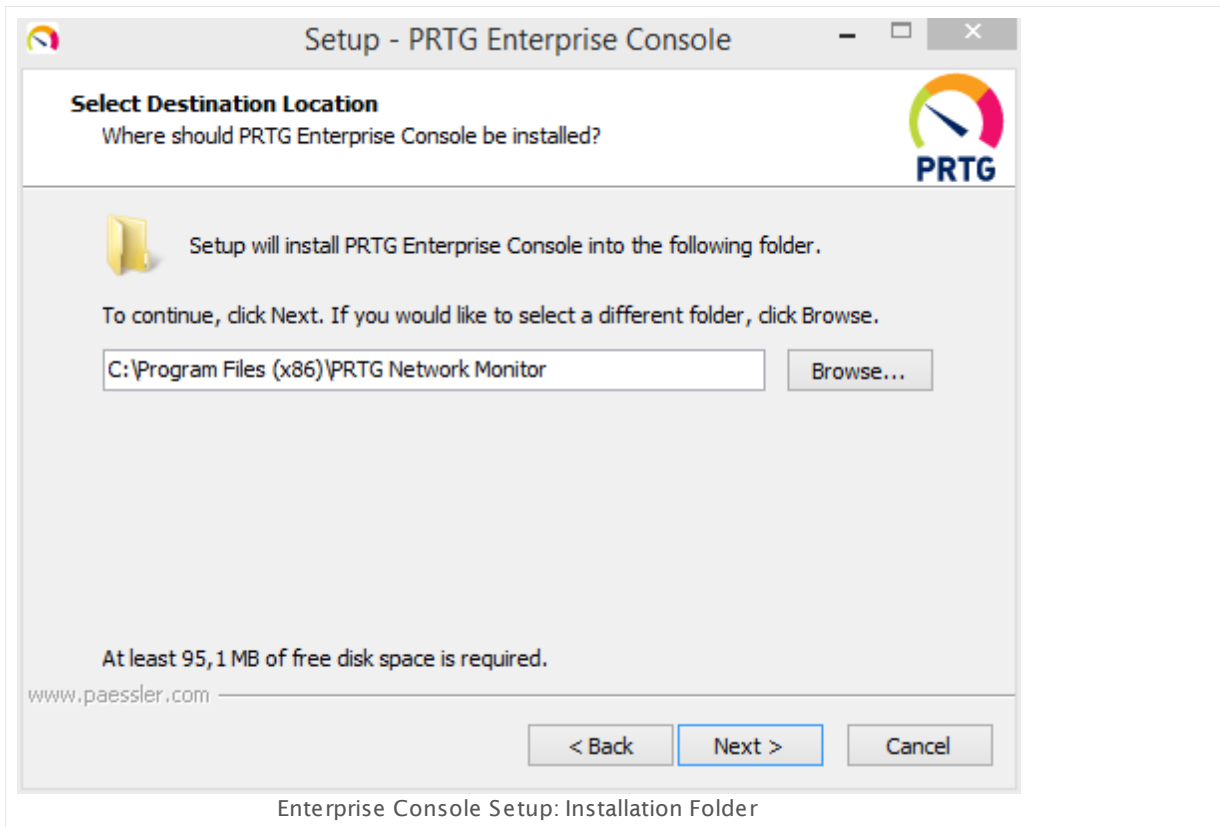 Setup - PRTG Enterprise Console
Select Destination Location
Where should PRTG Enterprise Console be installed?
PRTG
Setup will install PRTG Enterprise Console into the following folder.
To continue, click Next. If you would like to select a different folder, click Browse.
C:\Program Files (x86)\PRTG Network Monitor
Browse...
At least 95,1 MB of free disk space is required.
www.paessler.com
< Back
Next >
Cancel
Enterprise Console Setup: Installation Folder